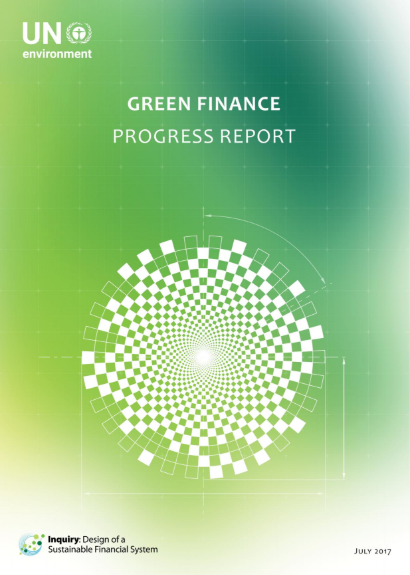 UN
environment
GREEN FINANCE
PROGRESS REPORT
Inquiry: Design of a
Sustainable Financial System
July 2017